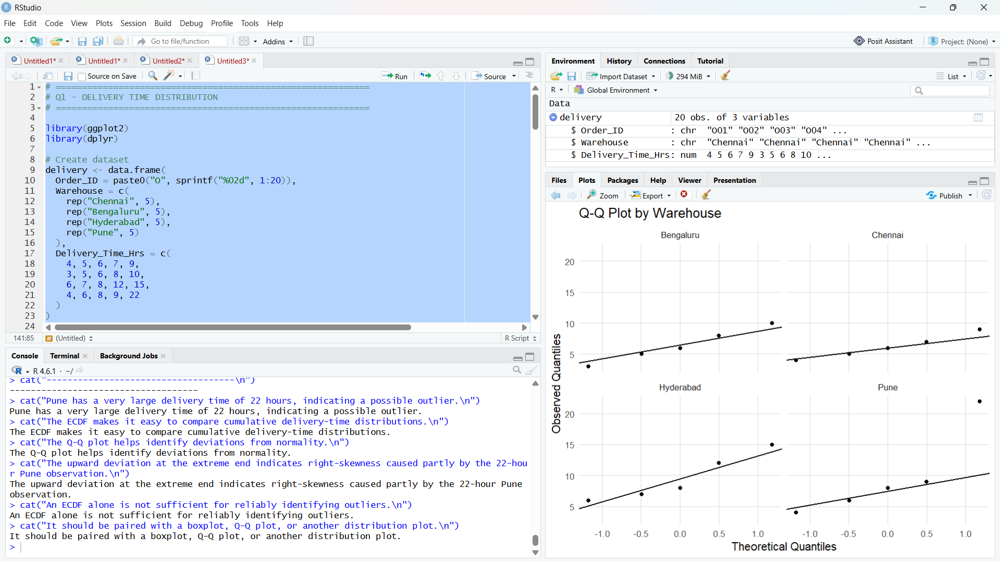 RStudio
File Edit Code View Plots Session Build Debug Profile Tools Help
Go to file/function Addins Posit Assistant Project: (None)
Untitled1* Untitled1* Untitled2* Untitled3*
Source on Save Run Source
1 # ============================================================
2 # Q1 - DELIVERY TIME DISTRIBUTION
3 # ============================================================
4
5 library(ggplot2)
6 library(dplyr)
7
8 # Create dataset
9 delivery <- data.frame(
10 Order_ID = paste0("O", sprintf("%02d", 1:20)),
11 Warehouse = c(
12 rep("Chennai", 5),
13 rep("Bengaluru", 5),
14 rep("Hyderabad", 5),
15 rep("Pune", 5)
16 ),
17 Delivery_Time_Hrs = c(
18 4, 5, 6, 7, 9,
19 3, 5, 6, 8, 10,
20 6, 7, 8, 12, 15,
21 4, 6, 8, 9, 22
22 )
23 )
24
141:85 # (Untitled) R Script
Console Terminal Background Jobs
R 4.6.1 · ~/
> cat("------------------------------------\n")
------------------------------------
> cat("Pune has a very large delivery time of 22 hours, indicating a possible outlier.\n")
Pune has a very large delivery time of 22 hours, indicating a possible outlier.
> cat("The ECDF makes it easy to compare cumulative delivery-time distributions.\n")
The ECDF makes it easy to compare cumulative delivery-time distributions.
> cat("The Q-Q plot helps identify deviations from normality.\n")
The Q-Q plot helps identify deviations from normality.
> cat("The upward deviation at the extreme end indicates right-skewness caused partly by the 22-hou
r Pune observation.\n")
The upward deviation at the extreme end indicates right-skewness caused partly by the 22-hour Pune
observation.
> cat("An ECDF alone is not sufficient for reliably identifying outliers.\n")
An ECDF alone is not sufficient for reliably identifying outliers.
> cat("It should be paired with a boxplot, Q-Q plot, or another distribution plot.\n")
It should be paired with a boxplot, Q-Q plot, or another distribution plot.
>
Environment History Connections Tutorial
Import Dataset 294 MiB List
R Global Environment
Data
delivery 20 obs. of 3 variables
$ Order_ID : chr "O01" "O02" "O03" "O04" ...
$ Warehouse : chr "Chennai" "Chennai" "Chennai" "Chennai" ...
$ Delivery_Time_Hrs: num 4 5 6 7 9 3 5 6 8 10 ...
Files Plots Packages Help Viewer Presentation
Zoom Export Publish
Q-Q Plot by Warehouse
Bengaluru Chennai
20
15
10
5
Hyderabad Pune
20
15
10
5
Observed Quantiles
-1.0 -0.5 0.0 0.5 1.0 -1.0 -0.5 0.0 0.5 1.0
Theoretical Quantiles